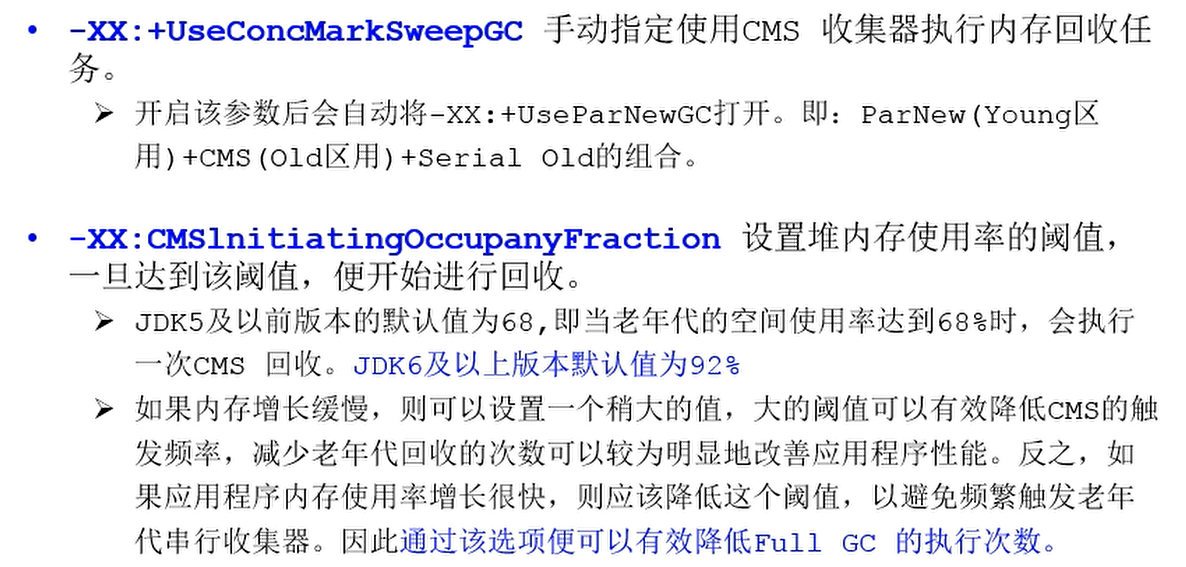 • -XX:+UseConcMarkSweepGC 手动指定使用CMS 收集器执行内存回收任
务。
➢ 开启该参数后会自动将-XX:+UseParNewGC打开。即：ParNew(Young区
用)+CMS(Old区用)+Serial Old的组合。
• -XX:CMSlnitiatingOccupanyFraction 设置堆内存使用率的阈值，
一旦达到该阈值，便开始进行回收。
➢ JDK5及以前版本的默认值为68,即当老年代的空间使用率达到68%时，会执行
一次CMS 回收。JDK6及以上版本默认值为92%
➢ 如果内存增长缓慢，则可以设置一个稍大的值，大的阈值可以有效降低CMS的触
发频率，减少老年代回收的次数可以较为明显地改善应用程序性能。反之，如
果应用程序内存使用率增长很快，则应该降低这个阈值，以避免频繁触发老年
代串行收集器。因此通过该选项便可以有效降低Full GC 的执行次数。